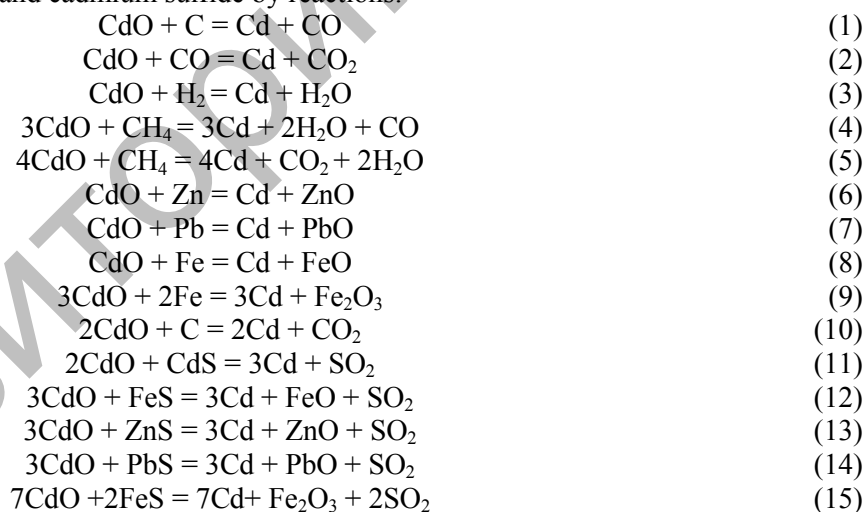 and cadmium sulfide by reactions:
CdO + C = Cd + CO (1)
CdO + CO = Cd + CO₂ (2)
CdO + H₂ = Cd + H₂O (3)
3CdO + CH₄ = 3Cd + 2H₂O + CO (4)
4CdO + CH₄ = 4Cd + CO₂ + 2H₂O (5)
CdO + Zn = Cd + ZnO (6)
CdO + Pb = Cd + PbO (7)
CdO + Fe = Cd + FeO (8)
3CdO + 2Fe = 3Cd + Fe₂O₃ (9)
2CdO + C = 2Cd + CO₂ (10)
2CdO + CdS = 3Cd + SO₂ (11)
3CdO + FeS = 3Cd + FeO + SO₂ (12)
3CdO + ZnS = 3Cd + ZnO + SO₂ (13)
3CdO + PbS = 3Cd + PbO + SO₂ (14)
7CdO +2FeS = 7Cd+ Fe₂O₃ + 2SO₂ (15)